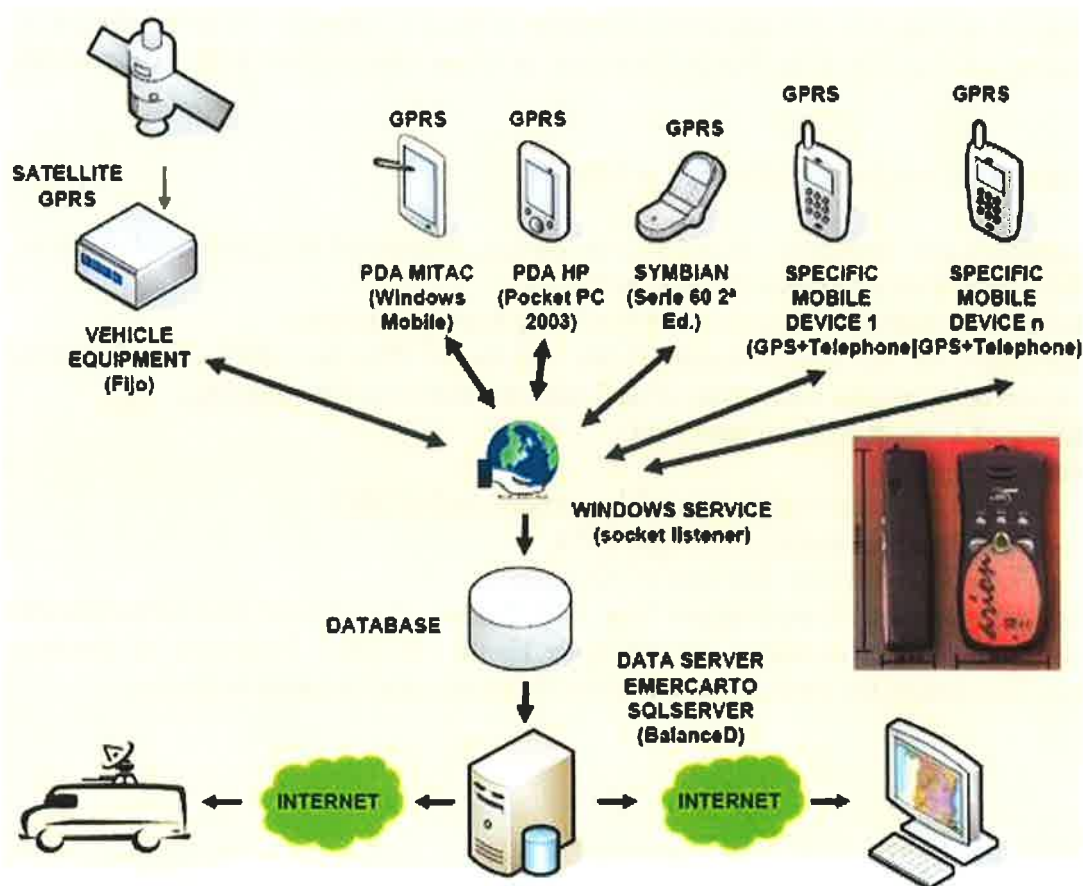 GPRS
GPRS
GPRS
GPRS
GPRS
SATELLITE
GPRS
PDA MITAC
(Windows
Mobile)
PDA HP
(Pocket PC
2003)
SYMBIAN
(Serie 60 2ª
Ed.)
SPECIFIC
MOBILE
DEVICE 1
(GPS+Telephone)
SPECIFIC
MOBILE
DEVICE n
(GPS+Telephone)
VEHICLE
EQUIPMENT
(Fijo)
WINDOWS SERVICE
(socket listener)
DATABASE
DATA SERVER
EMERCARTO
SQLSERVER
(BalanceD)
INTERNET
INTERNET